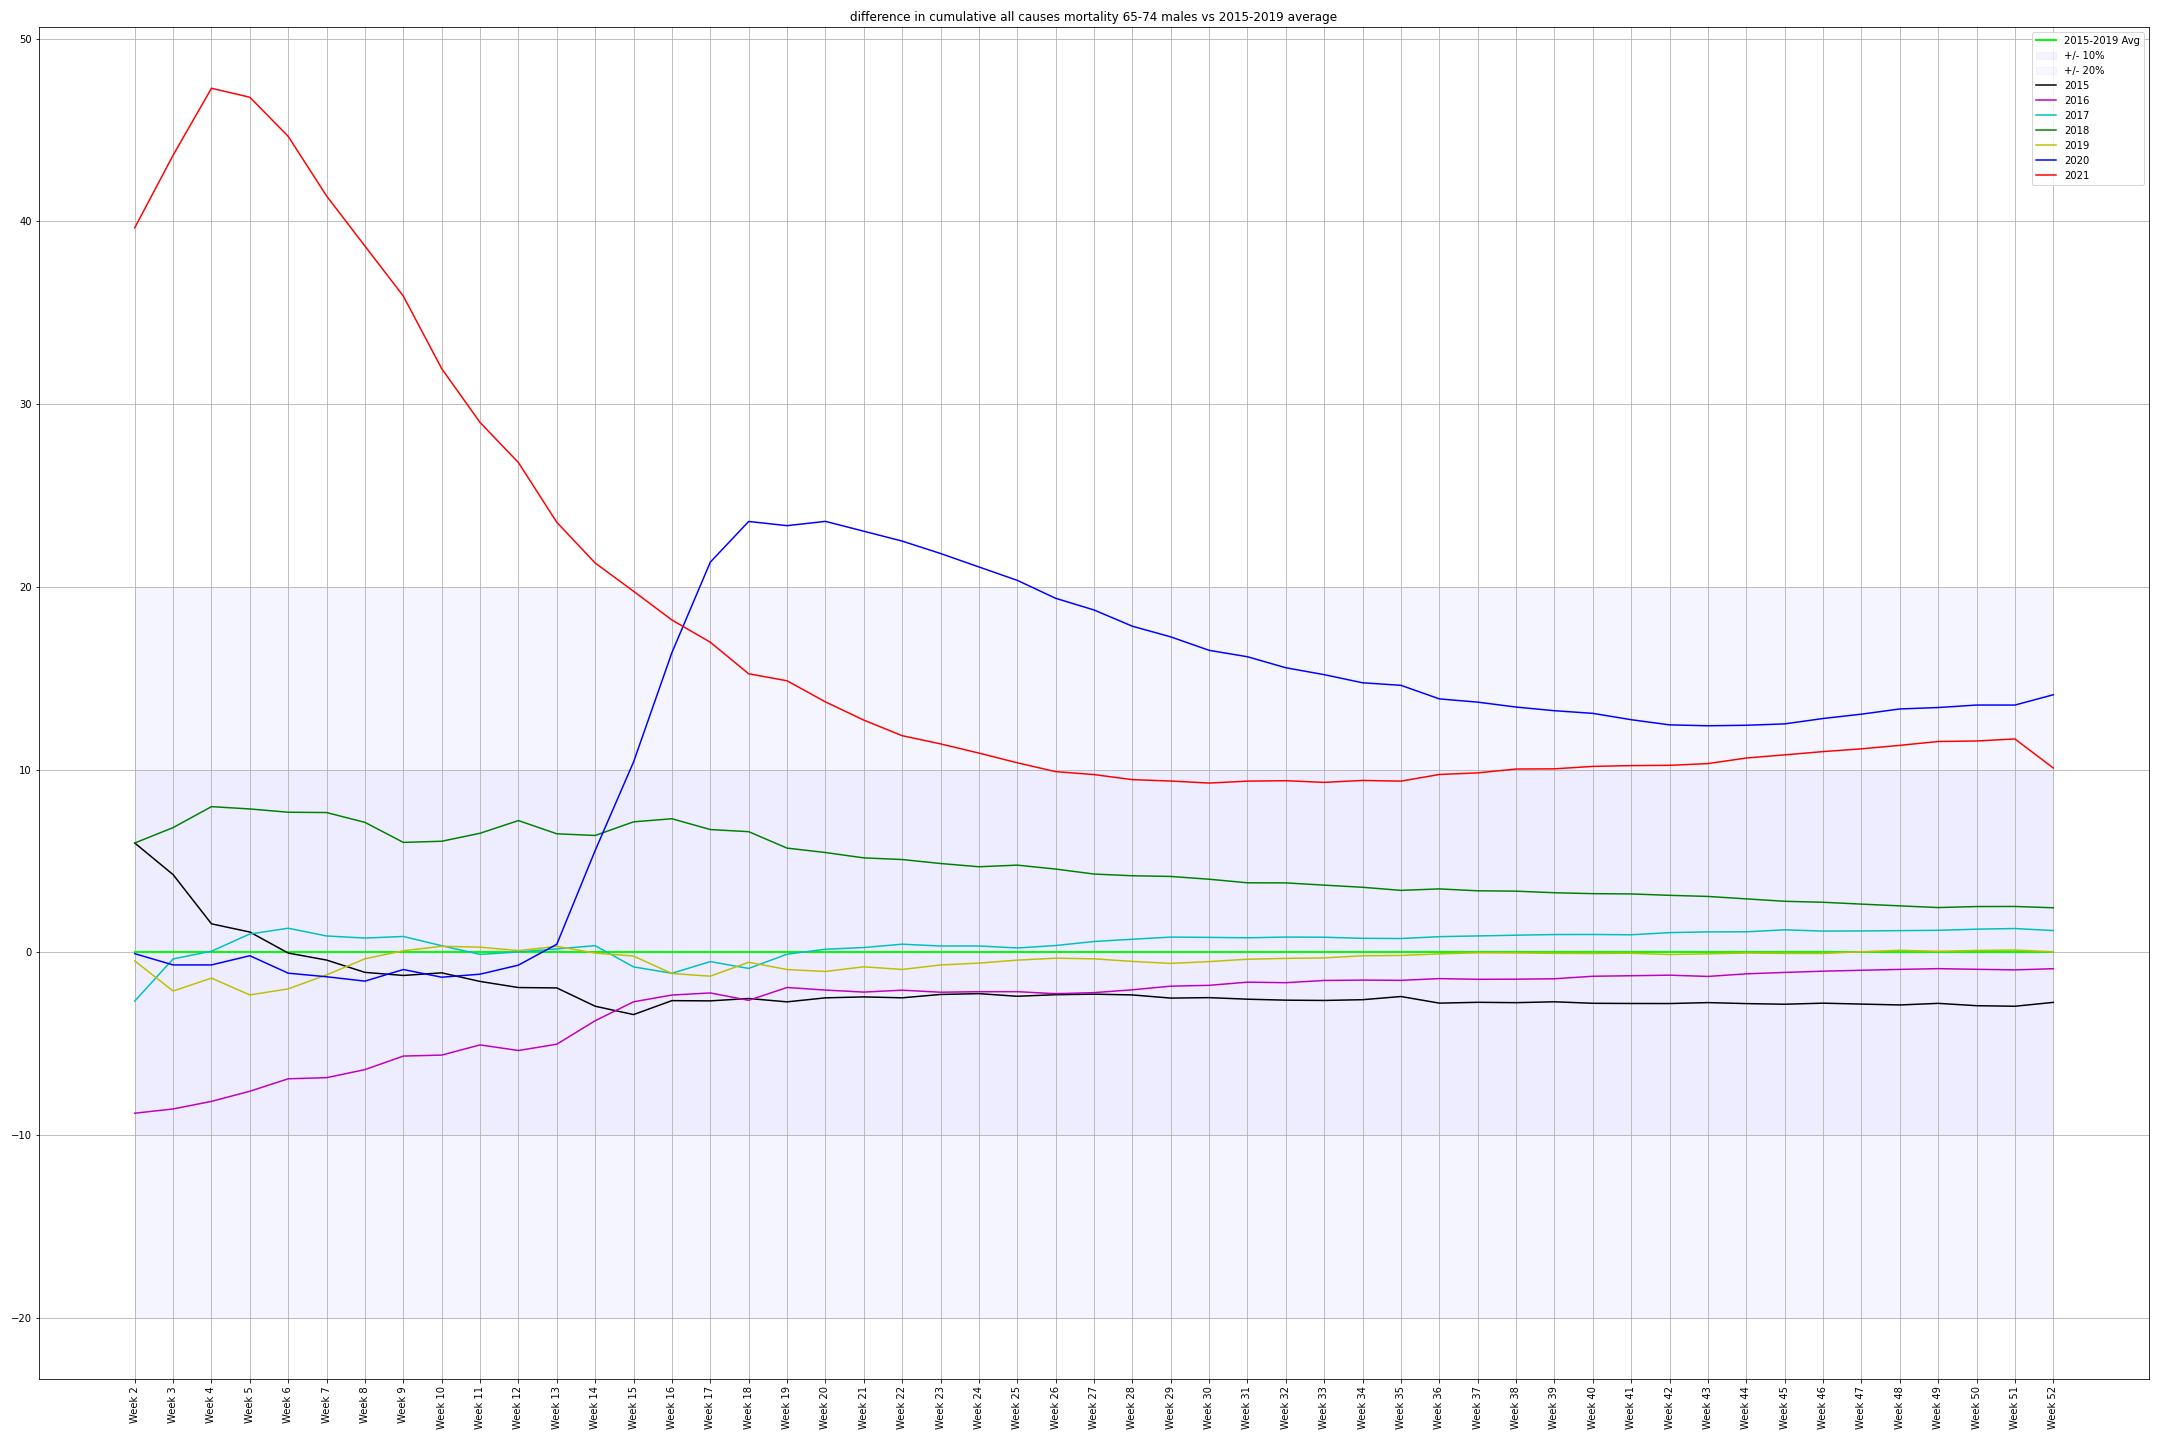 difference in cumulative all causes mortality 65-74 males vs 2015-2019 average
50
40
30
20
10
0
−10
−20
2015-2019 Avg
+/- 10%
+/- 20%
2015
2016
2017
2018
2019
2020
2021
Week 2
Week 3
Week 4
Week 5
Week 6
Week 7
Week 8
Week 9
Week 10
Week 11
Week 12
Week 13
Week 14
Week 15
Week 16
Week 17
Week 18
Week 19
Week 20
Week 21
Week 22
Week 23
Week 24
Week 25
Week 26
Week 27
Week 28
Week 29
Week 30
Week 31
Week 32
Week 33
Week 34
Week 35
Week 36
Week 37
Week 38
Week 39
Week 40
Week 41
Week 42
Week 43
Week 44
Week 45
Week 46
Week 47
Week 48
Week 49
Week 50
Week 51
Week 52